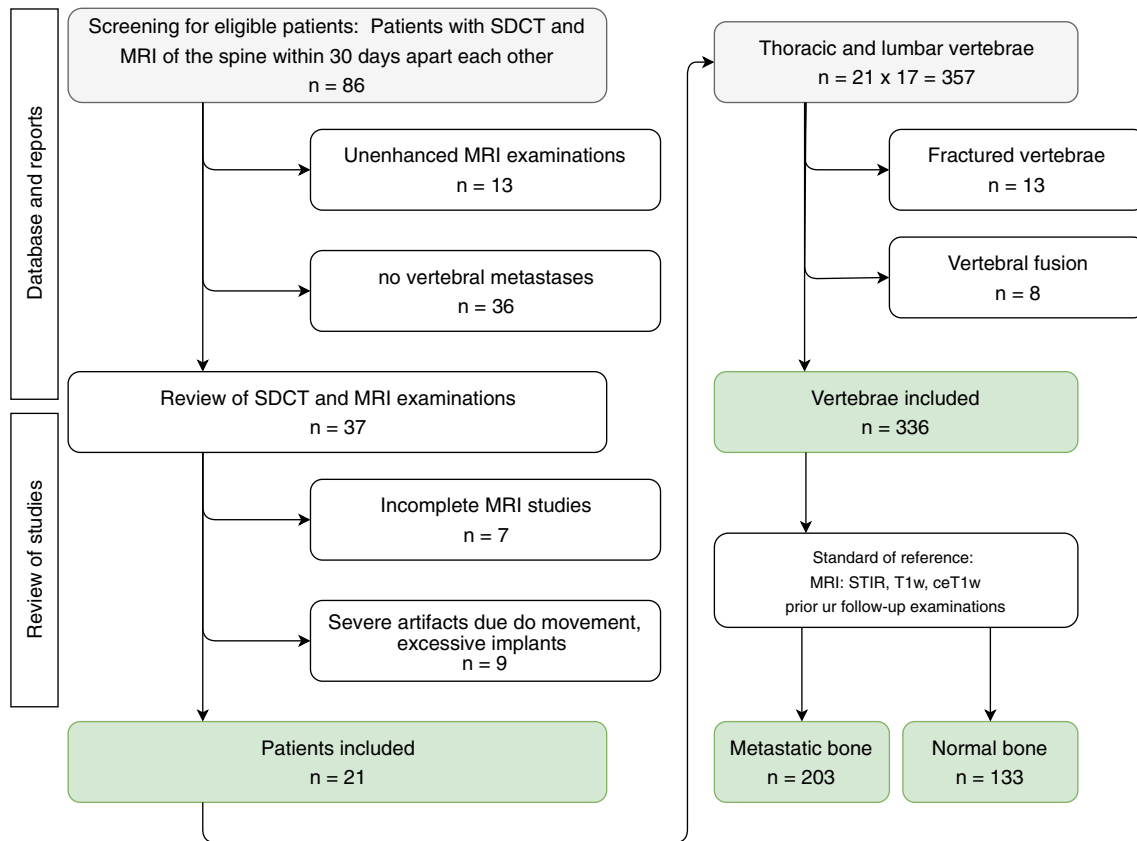 Database and reports
Screening for eligible patients: Patients with SDCT and
MRI of the spine within 30 days apart each other
n = 86
Unenhanced MRI examinations
n = 13
no vertebral metastases
n = 36
Review of studies
Review of SDCT and MRI examinations
n = 37
Incomplete MRI studies
n = 7
Severe artifacts due do movement,
excessive implants
n = 9
Patients included
n = 21
Thoracic and lumbar vertebrae
n = 21 x 17 = 357
Fractured vertebrae
n = 13
Vertebral fusion
n = 8
Vertebrae included
n = 336
Standard of reference:
MRI: STIR, T1w, ceT1w
prior ur follow-up examinations
Metastatic bone
n = 203
Normal bone
n = 133